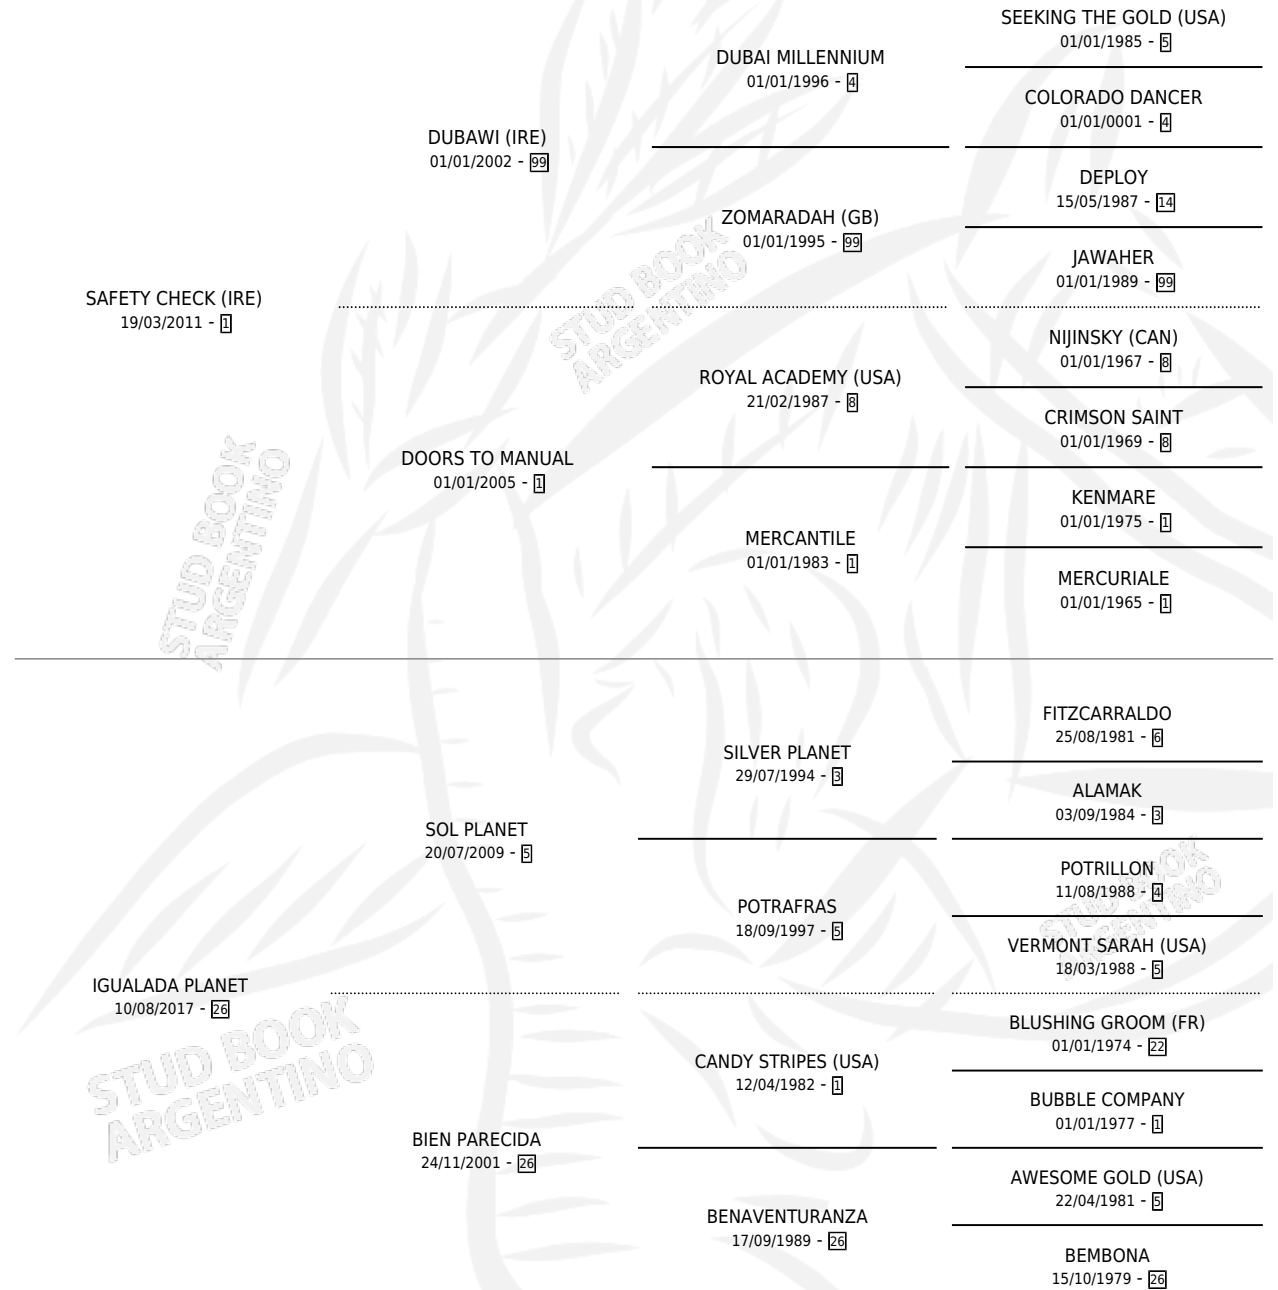 SEEKING THE GOLD (USA)
01/01/1985 - 5
DUBAI MILLENNIUM
01/01/1996 - 4
COLORADO DANCER
01/01/0001 - 4
DUBAWI (IRE)
01/01/2002 - 99
DEPLOY
15/05/1987 - 14
ZOMARADAH (GB)
01/01/1995 - 99
JAWAHER
01/01/1989 - 99
SAFETY CHECK (IRE)
19/03/2011 - 1
NIJINSKY (CAN)
01/01/1967 - 8
ROYAL ACADEMY (USA)
21/02/1987 - 8
CRIMSON SAINT
01/01/1969 - 8
DOORS TO MANUAL
01/01/2005 - 1
KENMARE
01/01/1975 - 1
MERCANTILE
01/01/1983 - 1
MERCURIALE
01/01/1965 - 1
FITZCARRALDO
25/08/1981 - 6
SILVER PLANET
29/07/1994 - 3
ALAMAK
03/09/1984 - 3
SOL PLANET
20/07/2009 - 5
POTRILLON
11/08/1988 - 4
POTRAFRAS
18/09/1997 - 5
VERMONT SARAH (USA)
18/03/1988 - 5
IGUALADA PLANET
10/08/2017 - 26
BLUSHING GROOM (FR)
01/01/1974 - 22
CANDY STRIPES (USA)
12/04/1982 - 1
BUBBLE COMPANY
01/01/1977 - 1
BIEN PARECIDA
24/11/2001 - 26
AWESOME GOLD (USA)
22/04/1981 - 5
BENAVENTURANZA
17/09/1989 - 26
BEMBONA
15/10/1979 - 26
STUD BOOK
ARGENTINO
STUD BOOK
ARGENTINO
STUD BOOK
ARGENTINO
STUD BOOK
ARGENTINO